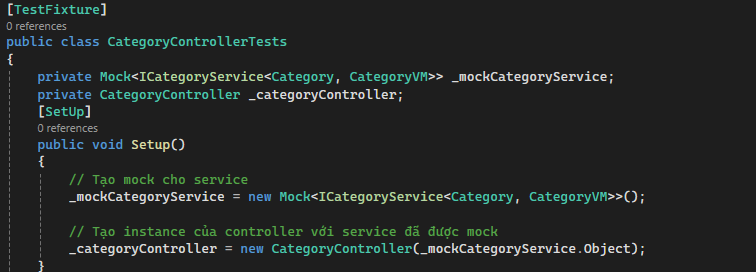 [TestFixture]
0 references
public class CategoryControllerTests
{
private Mock<ICategoryService<Category, CategoryVM>> _mockCategoryService;
private CategoryController _categoryController;
[SetUp]
0 references
public void Setup()
{
// Tạo mock cho service
_mockCategoryService = new Mock<ICategoryService<Category, CategoryVM>>();
// Tạo instance của controller với service đã được mock
_categoryController = new CategoryController(_mockCategoryService.Object);
}